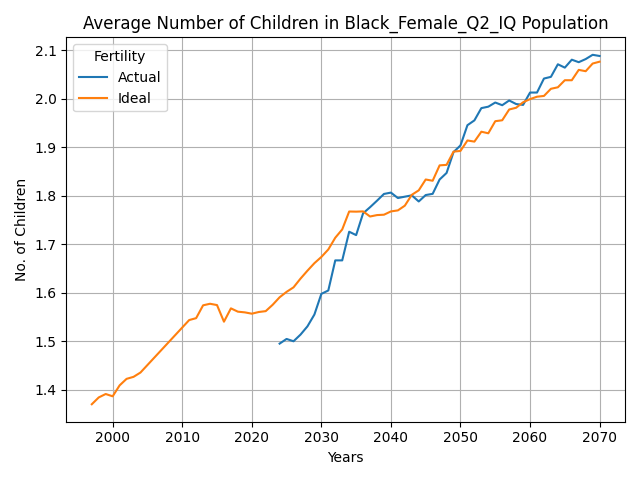 Average Number of Children in Black_Female_Q2_IQ Population
Fertility
Actual
Ideal
No. of Children
2.1
2.0
1.9
1.8
1.7
1.6
1.5
1.4
2000 2010 2020 2030 2040 2050 2060 2070
Years